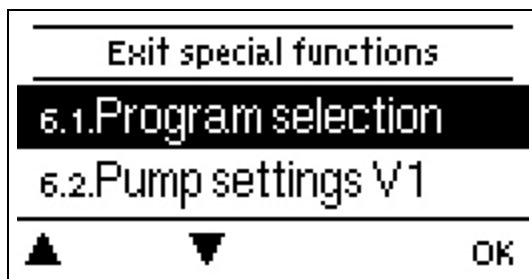 Exit special functions
6.1.Program selection
6.2.Pump settings V1
OK